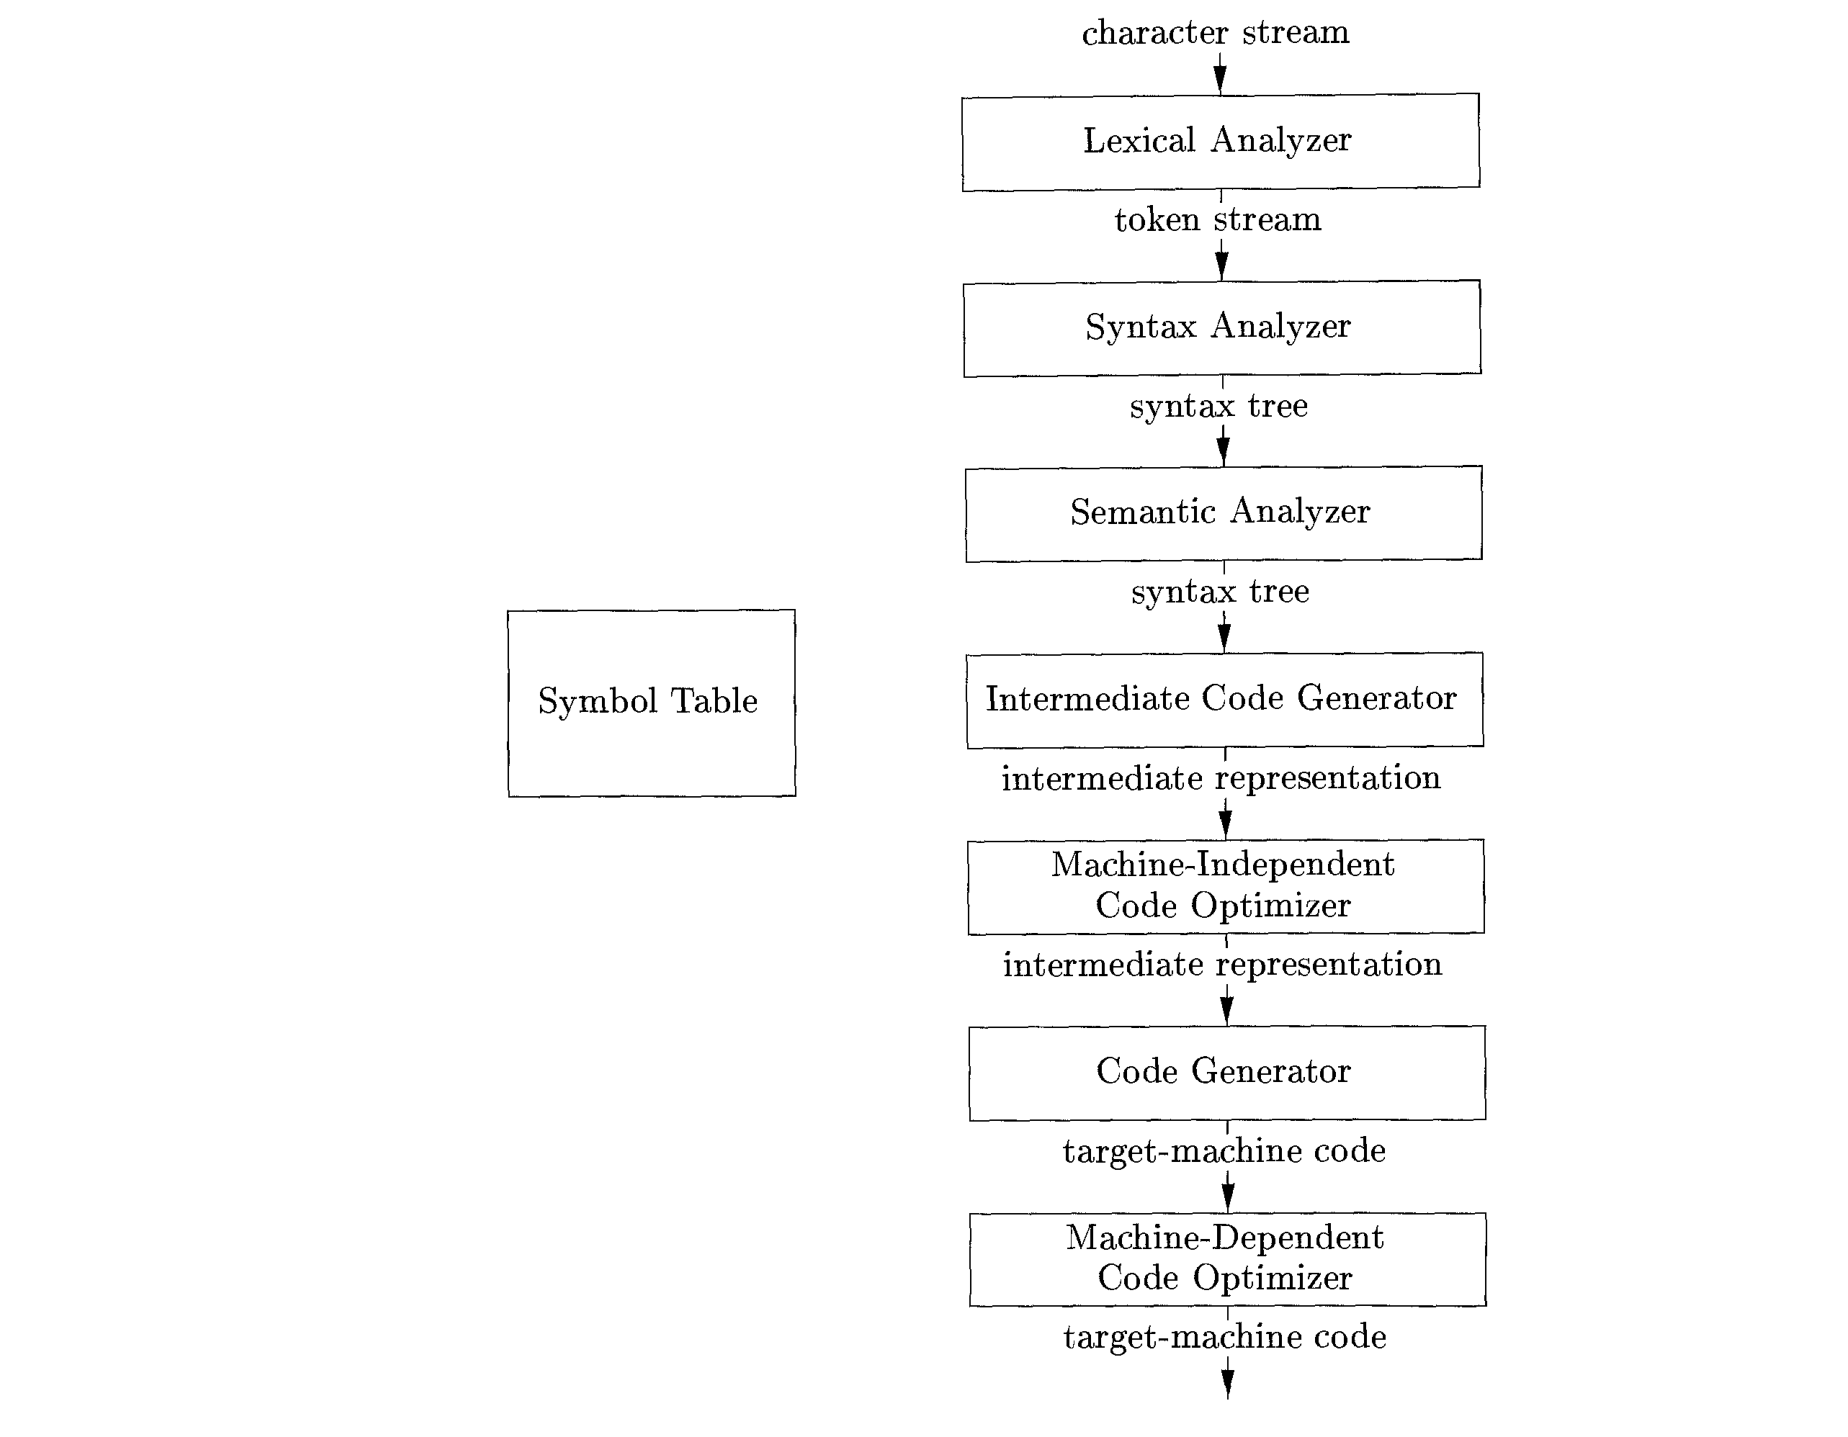 character stream
Lexical Analyzer
token stream
Syntax Analyzer
syntax tree
Semantic Analyzer
syntax tree
Symbol Table
Intermediate Code Generator
intermediate representation
Machine-Independent
Code Optimizer
intermediate representation
Code Generator
target-machine code
Machine-Dependent
Code Optimizer
target-machine code